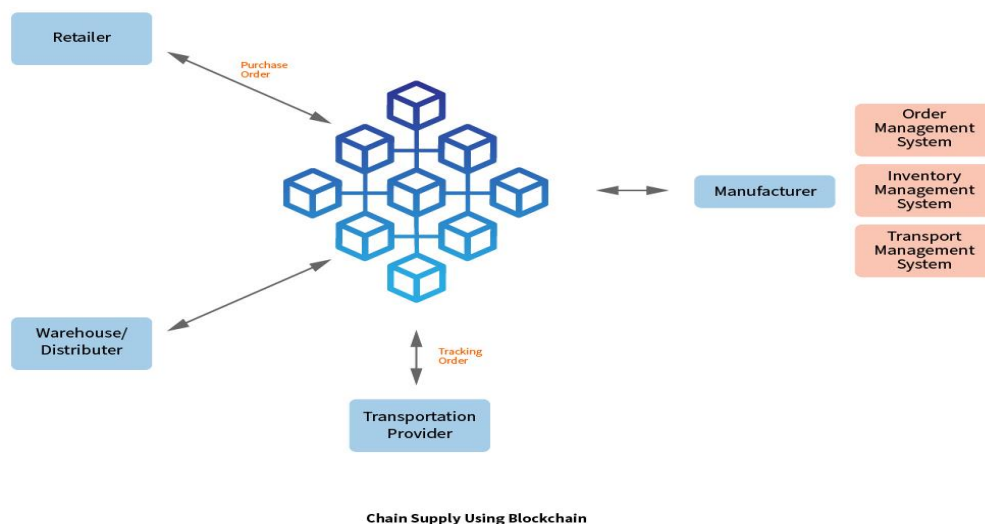 Retailer
Purchase
Order
Order
Management
System
Inventory
Management
System
Manufacturer
Transport
Management
System
Warehouse/
Distributer
Tracking
Order
Transportation
Provider
Chain Supply Using Blockchain